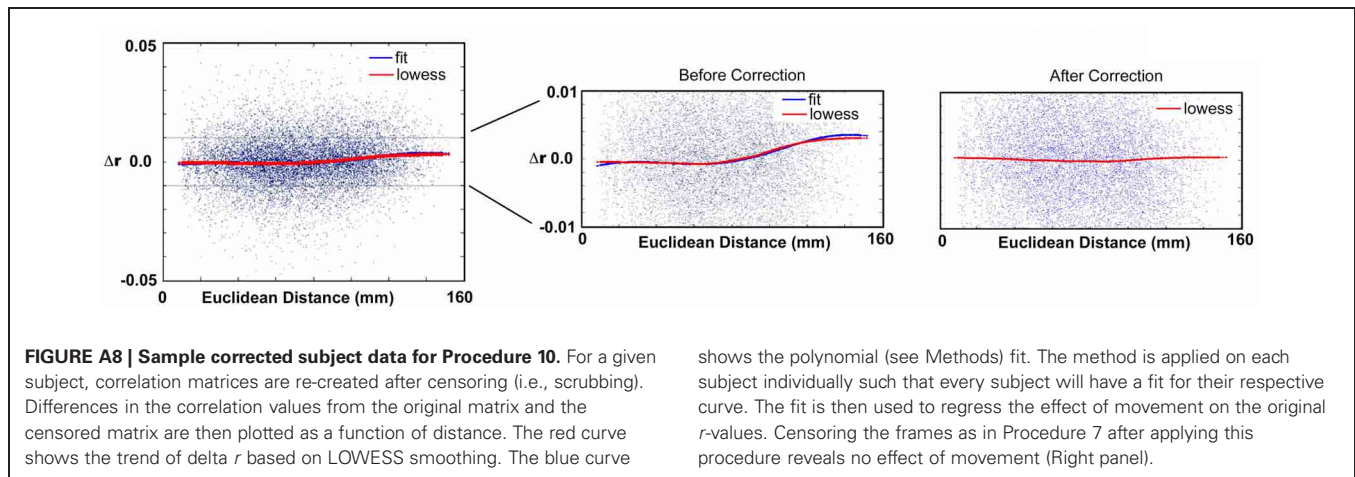 0.05
fit
lowess
Δr 0.0
-0.05
0
Euclidean Distance (mm)
160
Before Correction
0.01
fit
lowess
Δr 0.0
-0.01
0
Euclidean Distance (mm)
160
After Correction
lowess
0
Euclidean Distance (mm)
160
FIGURE A8 | Sample corrected subject data for Procedure 10. For a given
subject, correlation matrices are re-created after censoring (i.e., scrubbing).
Differences in the correlation values from the original matrix and the
censored matrix are then plotted as a function of distance. The red curve
shows the trend of delta r based on LOWESS smoothing. The blue curve
shows the polynomial (see Methods) fit. The method is applied on each
subject individually such that every subject will have a fit for their respective
curve. The fit is then used to regress the effect of movement on the original
r-values. Censoring the frames as in Procedure 7 after applying this
procedure reveals no effect of movement (Right panel).